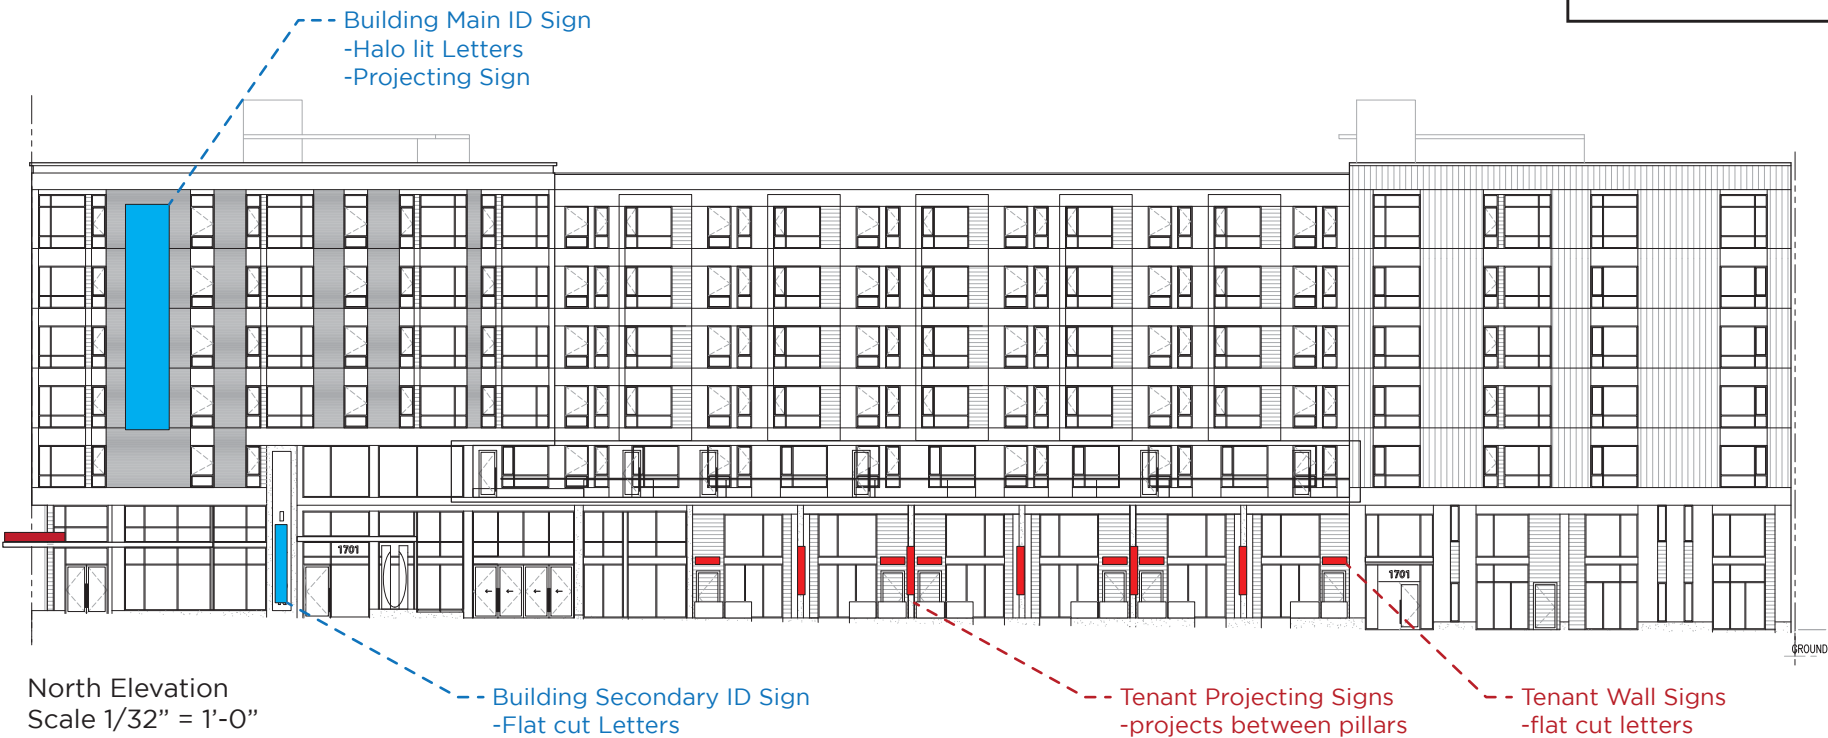 Building Main ID Sign
-Halo lit Letters
-Projecting Sign
1701
1701
GROUND
North Elevation
Scale 1/32” = 1’-0”
Building Secondary ID Sign
-Flat cut Letters
Tenant Projecting Signs
-projects between pillars
Tenant Wall Signs
-flat cut letters